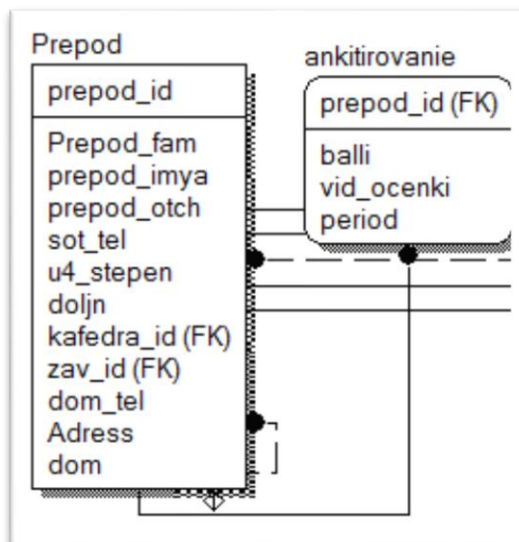 Prepod
prepod_id
Prepod_fam
prepod_imya
prepod_otch
sot_tel
u4_stepen
doljn
kafedra_id (FK)
zav_id (FK)
dom_tel
Adress
dom
ankitirovanie
prepod_id (FK)
balli
vid_ocenki
period